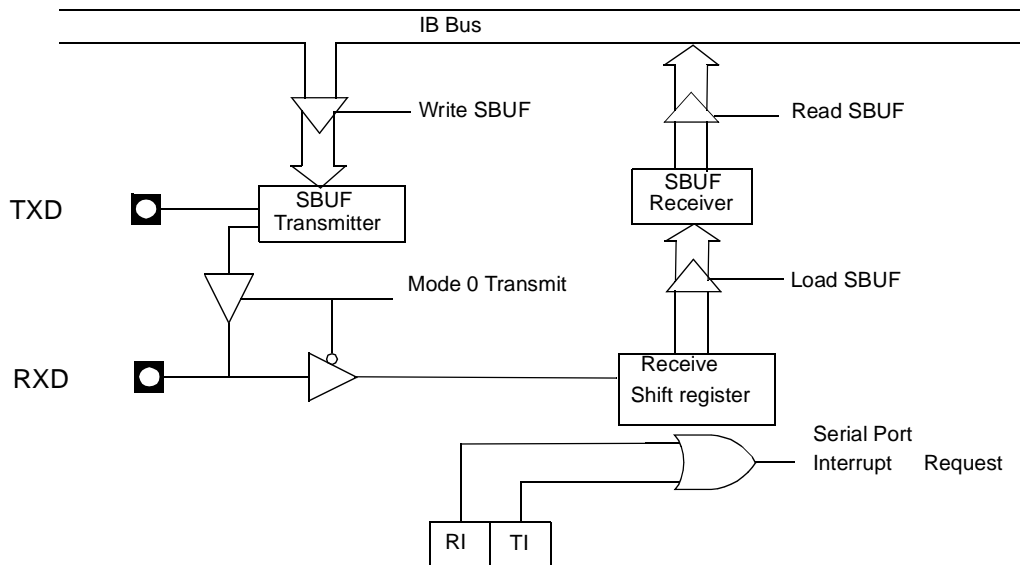 IB Bus
Write SBUF
Read SBUF
TXD
SBUF
Transmitter
SBUF
Receiver
Mode 0 Transmit
Load SBUF
RXD
Receive
Shift register
Serial Port
Interrupt Request
RI
TI